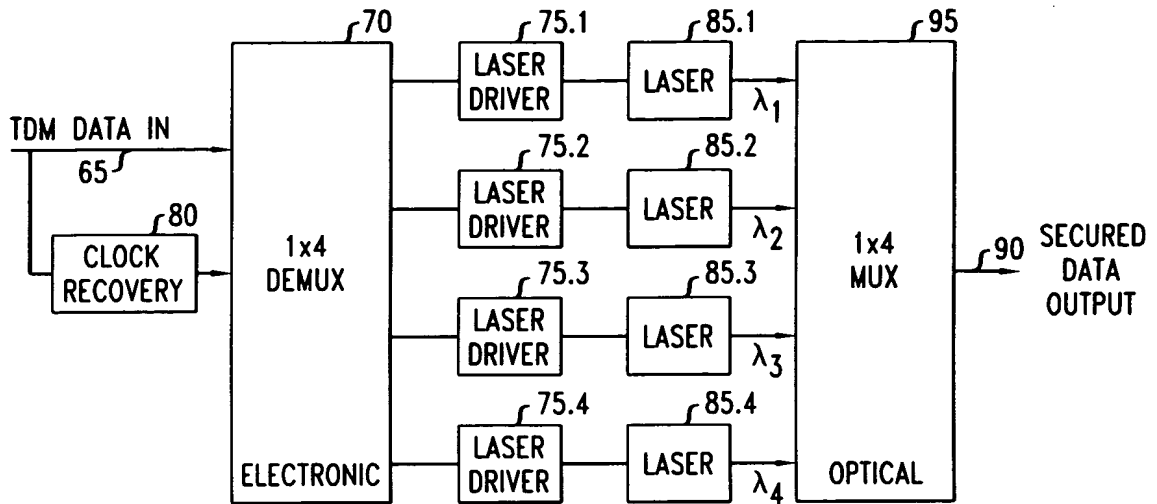 70
75.1
85.1
95
LASER
DRIVER
LASER
λ1
TDM DATA IN
65
75.2
85.2
LASER
DRIVER
LASER
λ2
80
CLOCK
RECOVERY
1x4
DEMUX
1x4
MUX
90
SECURED
DATA
OUTPUT
75.3
85.3
LASER
DRIVER
LASER
λ3
75.4
85.4
LASER
DRIVER
LASER
λ4
ELECTRONIC
OPTICAL